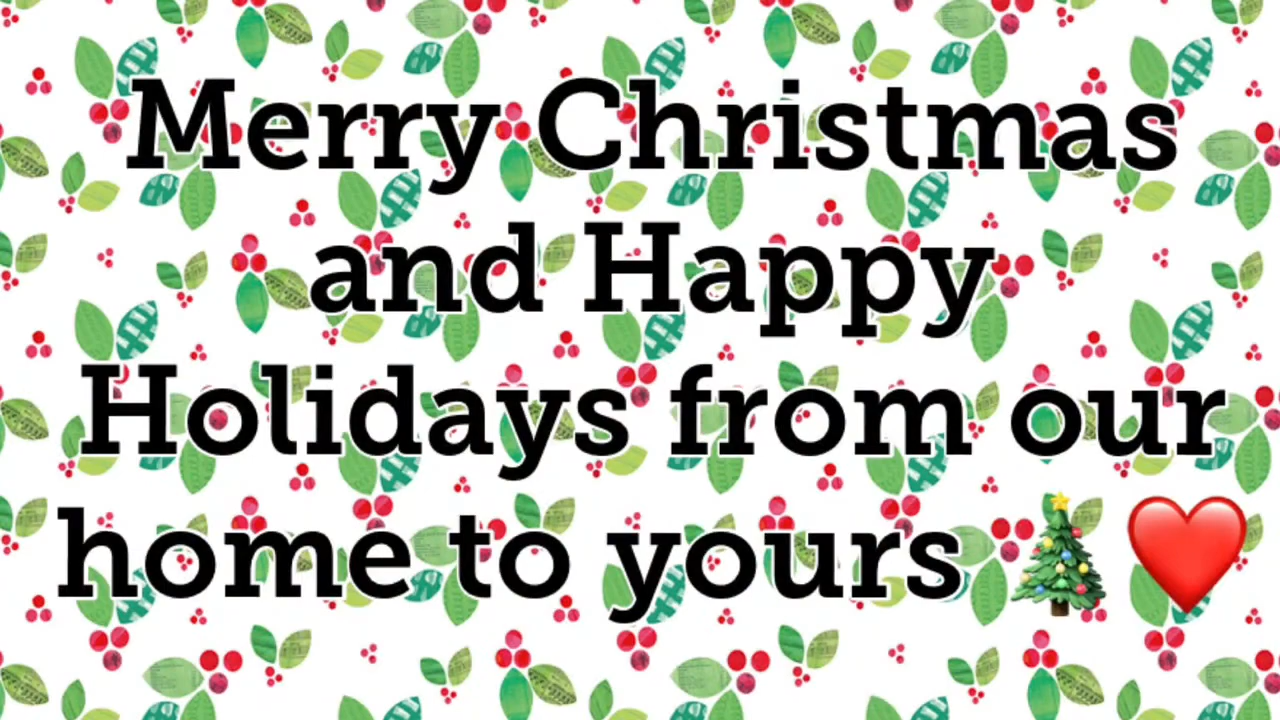 Merry Christmas
and Happy
Holidays from our
home to yours🎄❤️